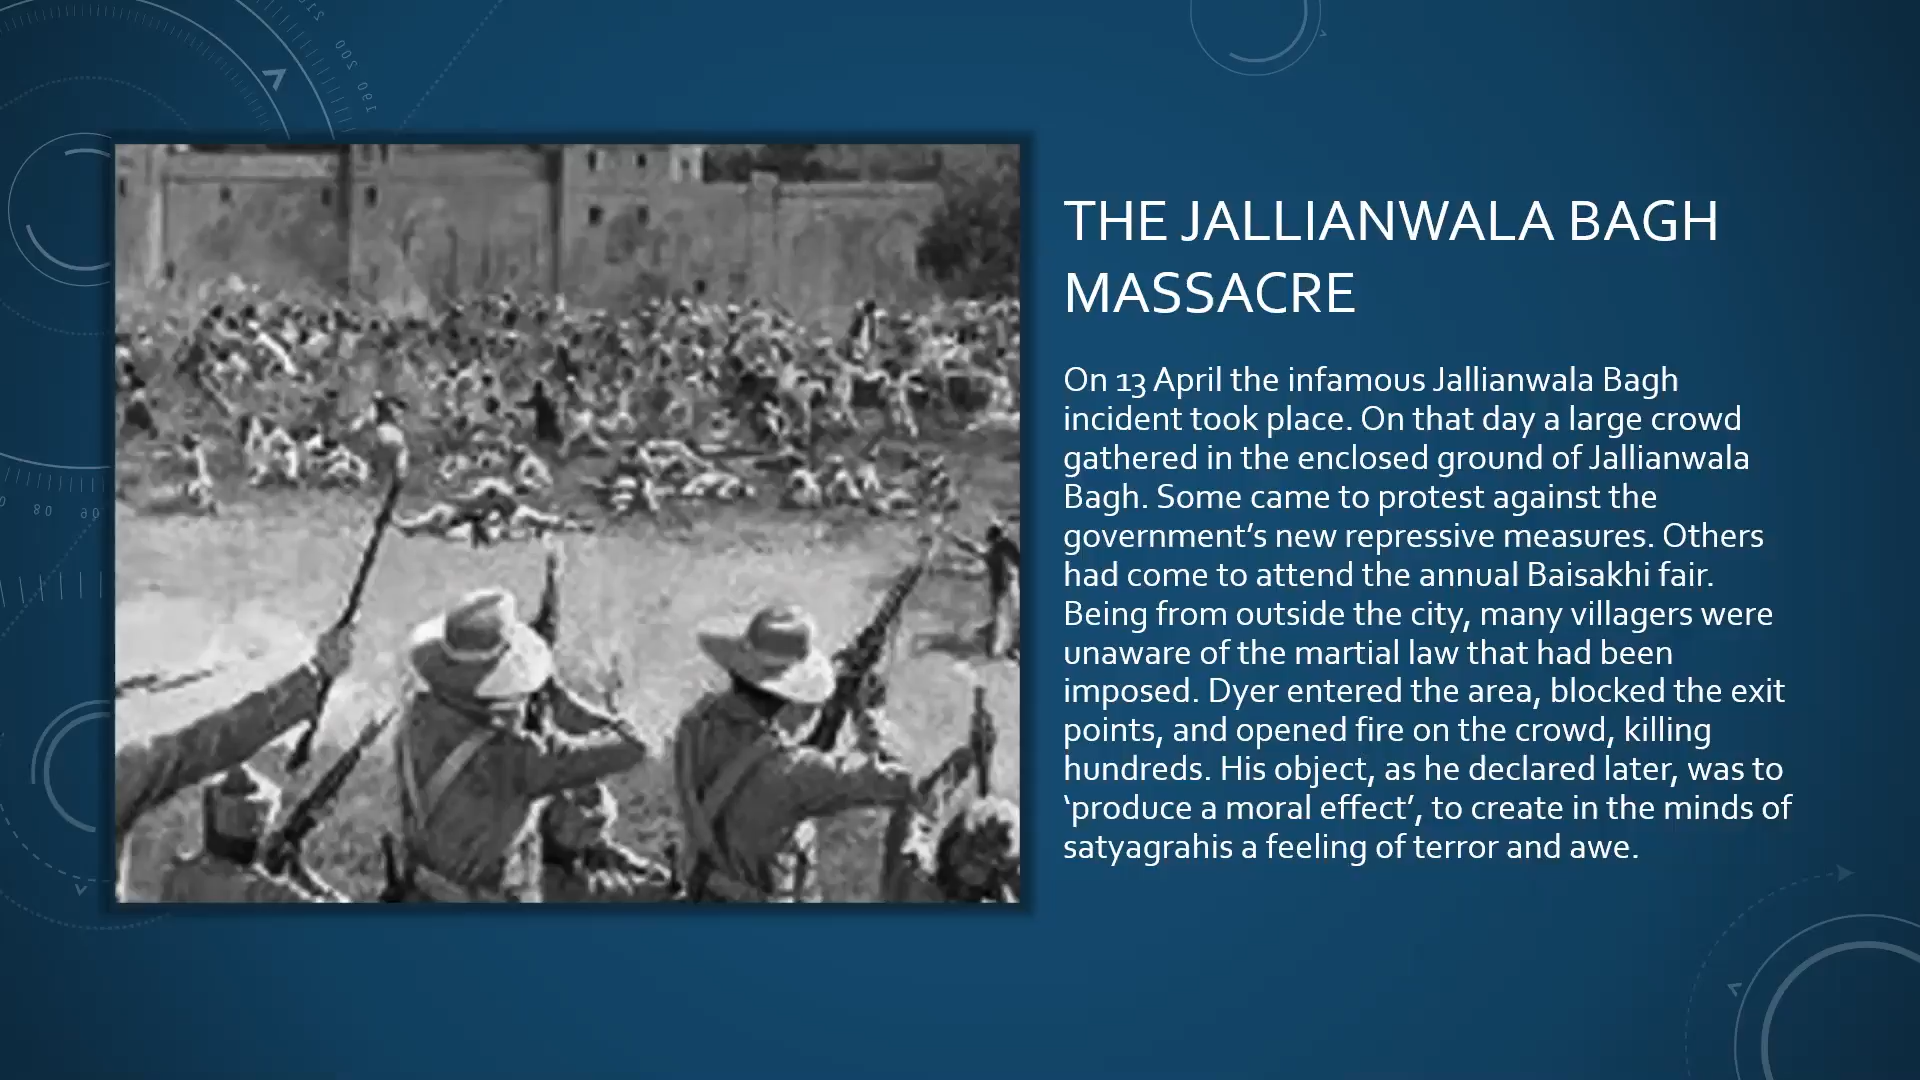 THE JALLIANWALA BAGH
MASSACRE
On 13 April the infamous Jallianwala Bagh
incident took place. On that day a large crowd
gathered in the enclosed ground of Jallianwala
Bagh. Some came to protest against the
government’s new repressive measures. Others
had come to attend the annual Baisakhi fair.
Being from outside the city, many villagers were
unaware of the martial law that had been
imposed. Dyer entered the area, blocked the exit
points, and opened fire on the crowd, killing
hundreds. His object, as he declared later, was to
‘produce a moral effect’, to create in the minds of
satyagrahis a feeling of terror and awe.